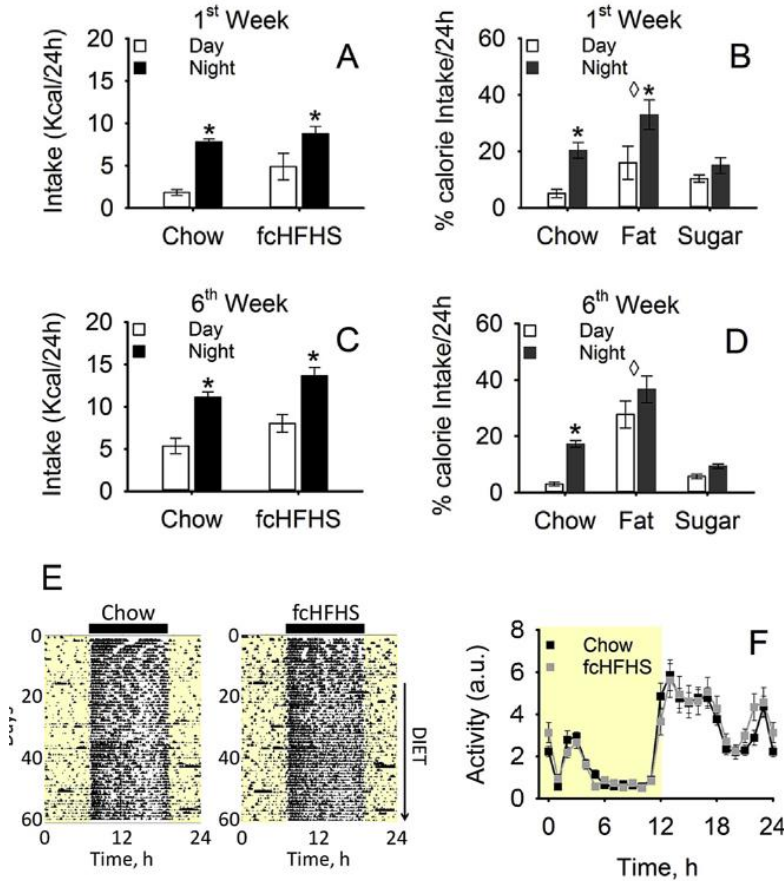 1st Week
Intake (Kcal/24h)
20
15
10
5
0
Day
Night
A
*
*
Chow
fcHFHS
1st Week
% calorie Intake/24h
60
40
20
0
Day
Night
B
*
◊ *
Chow
Fat
Sugar
6th Week
Intake (Kcal/24h)
20
15
10
5
0
Day
Night
C
*
*
Chow
fcHFHS
6th Week
% calorie Intake/24h
60
40
20
0
Day
Night
D
*
◊
Chow
Fat
Sugar
E
Chow
0
20
40
60
0
12
24
Time, h
fcHFHS
0
20
40
60
0
12
24
Time, h
DIET
F
Activity (a.u.)
8
6
4
2
0
Chow
fcHFHS
0
6
12
18
24
Time, h